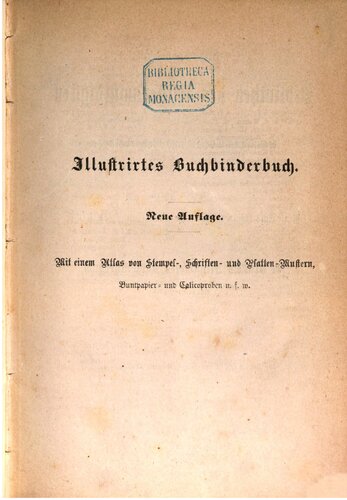 BIBLIOTHECA
REGIA
MONACENSIS
Illustrirtes Buchbinderbuch.
Neue Auflage.
Mit einem Atlas von Stempel-, Schriften- und Platten-Mustern,
Buntpapier- und Calicoproben u. s. w.